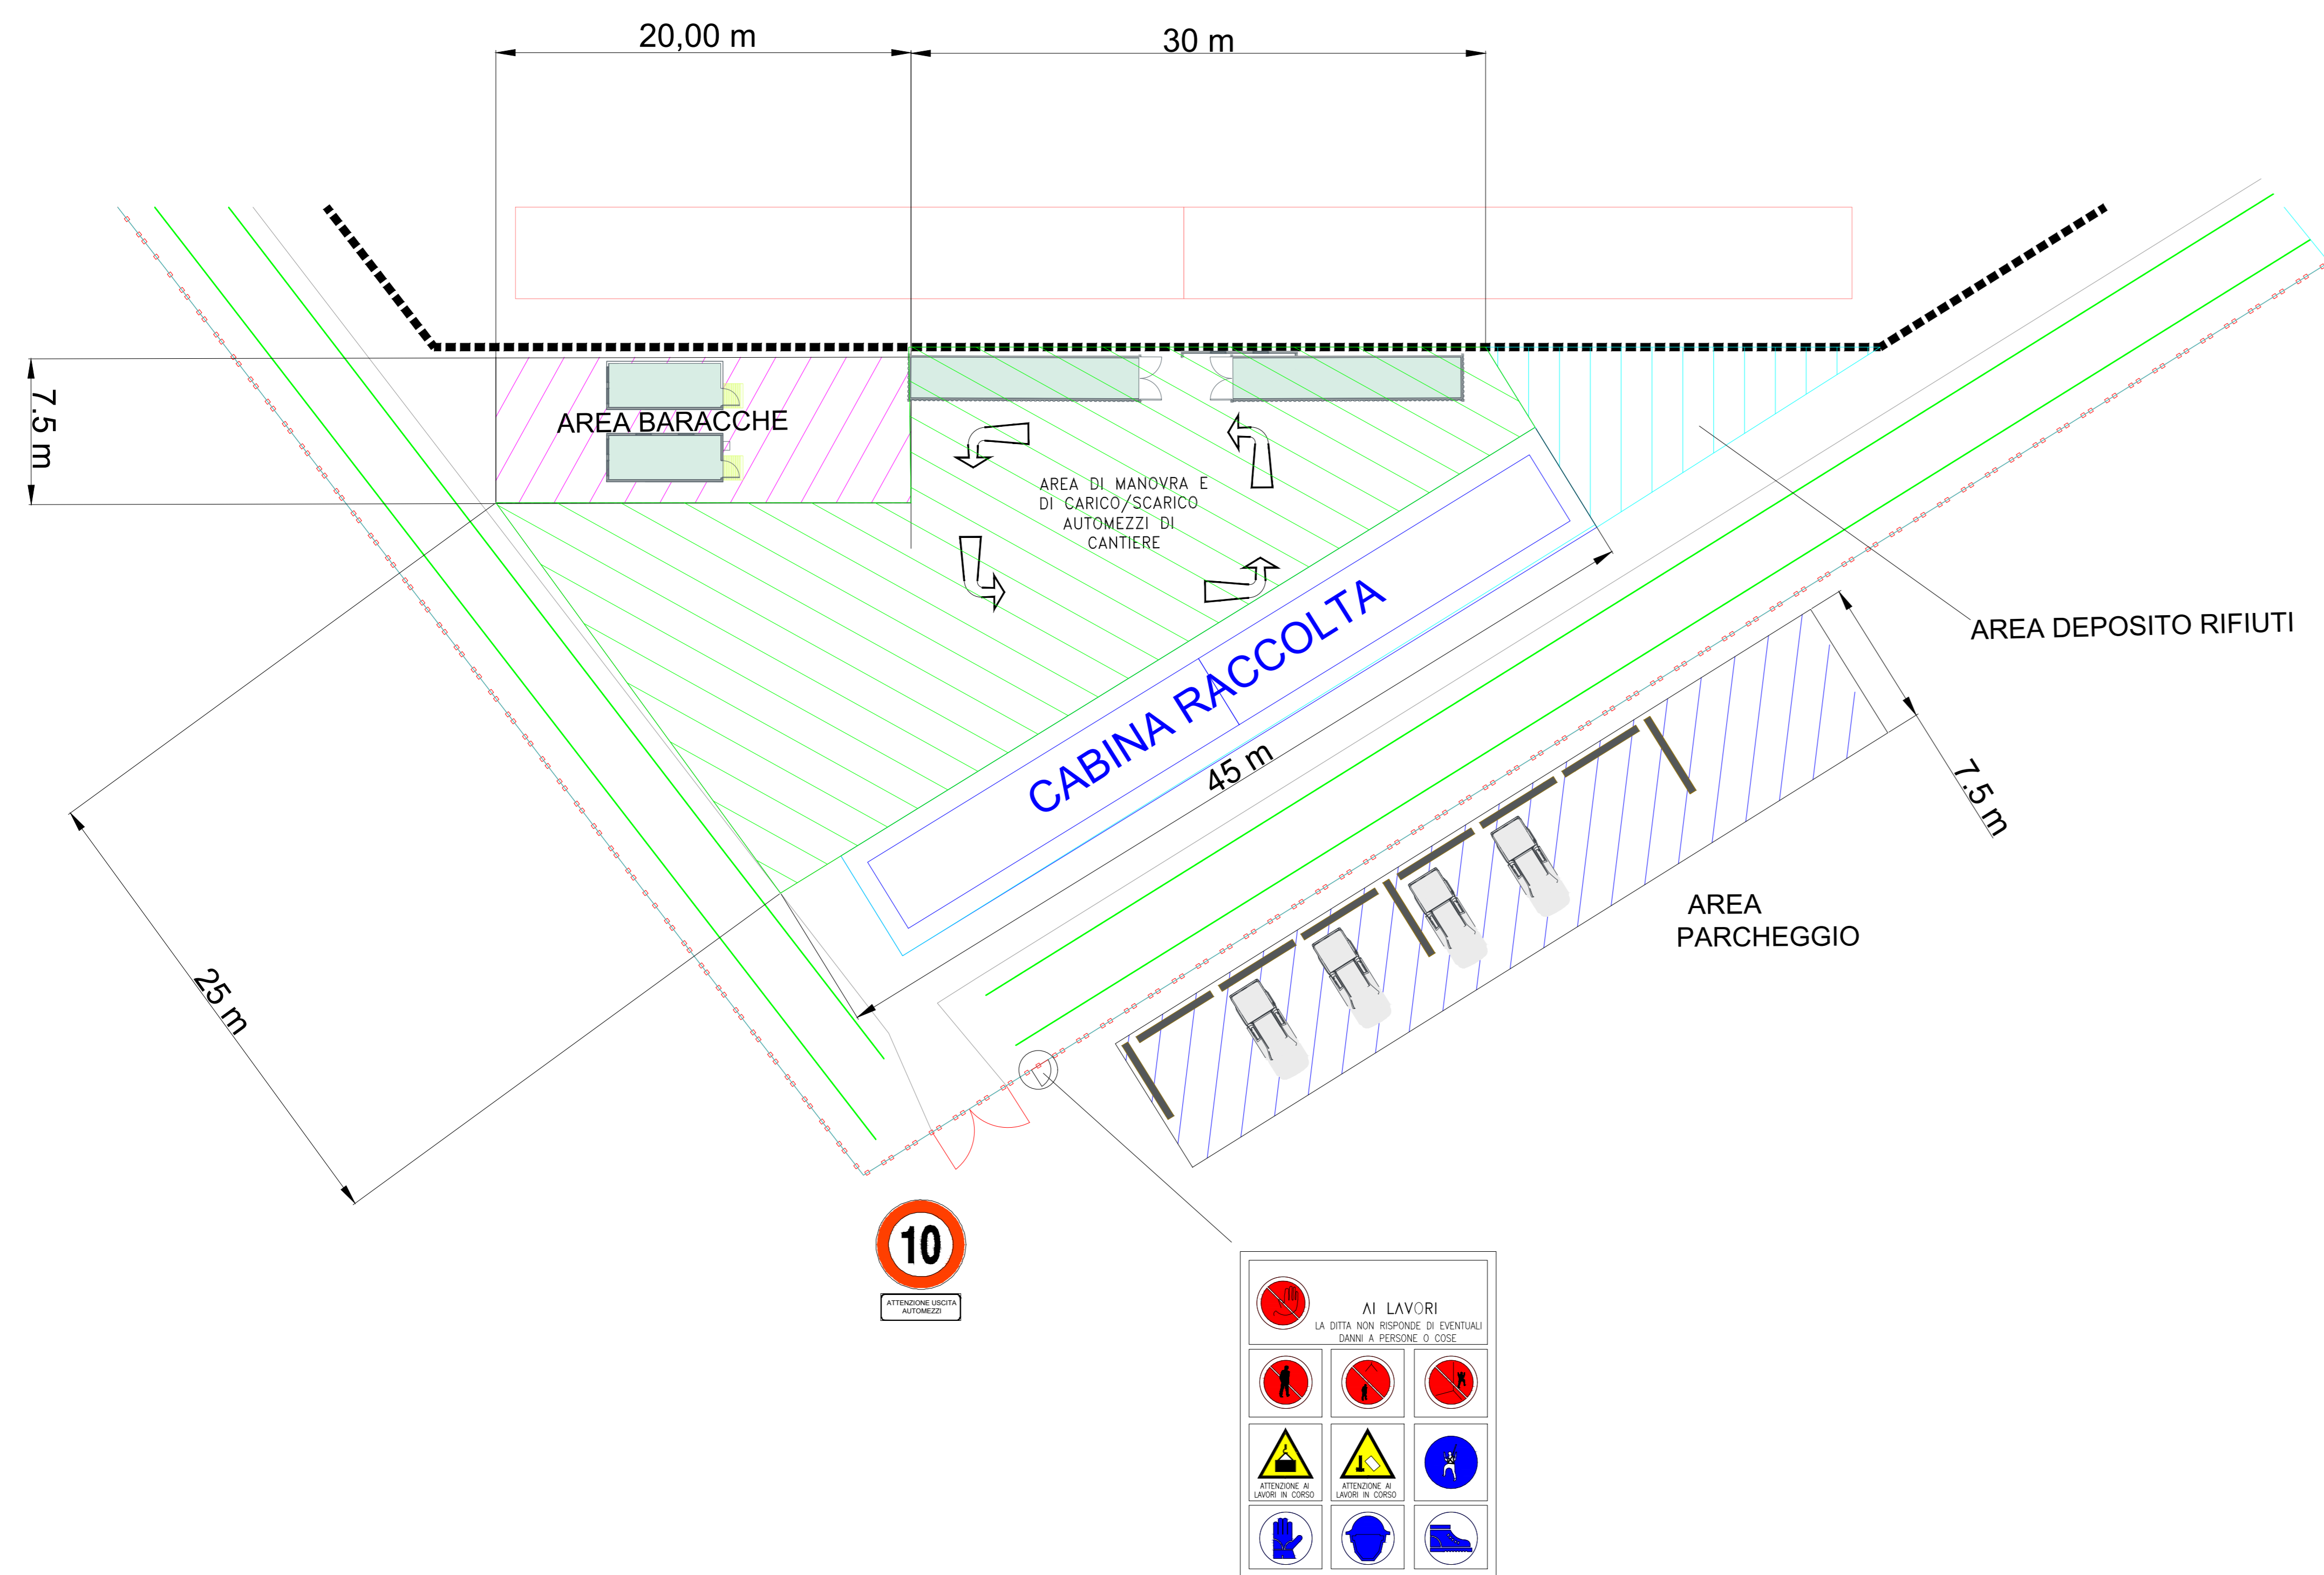 20,00 m
30 m
7.5 m
AREA BARACCHE
AREA DI MANOVRA E
DI CARICO/SCARICO
AUTOMEZZI DI
CANTIERE
CABINA RACCOLTA
45 m
AREA DEPOSITO RIFIUTI
7.5 m
AREA
PARCHEGGIO
25 m
10
ATTENZIONE USCITA
AUTOMEZZI
AI LAVORI
LA DITTA NON RISPONDE DI EVENTUALI
DANNI A PERSONE O COSE
ATTENZIONE AI
LAVORI IN CORSO
ATTENZIONE AI
LAVORI IN CORSO